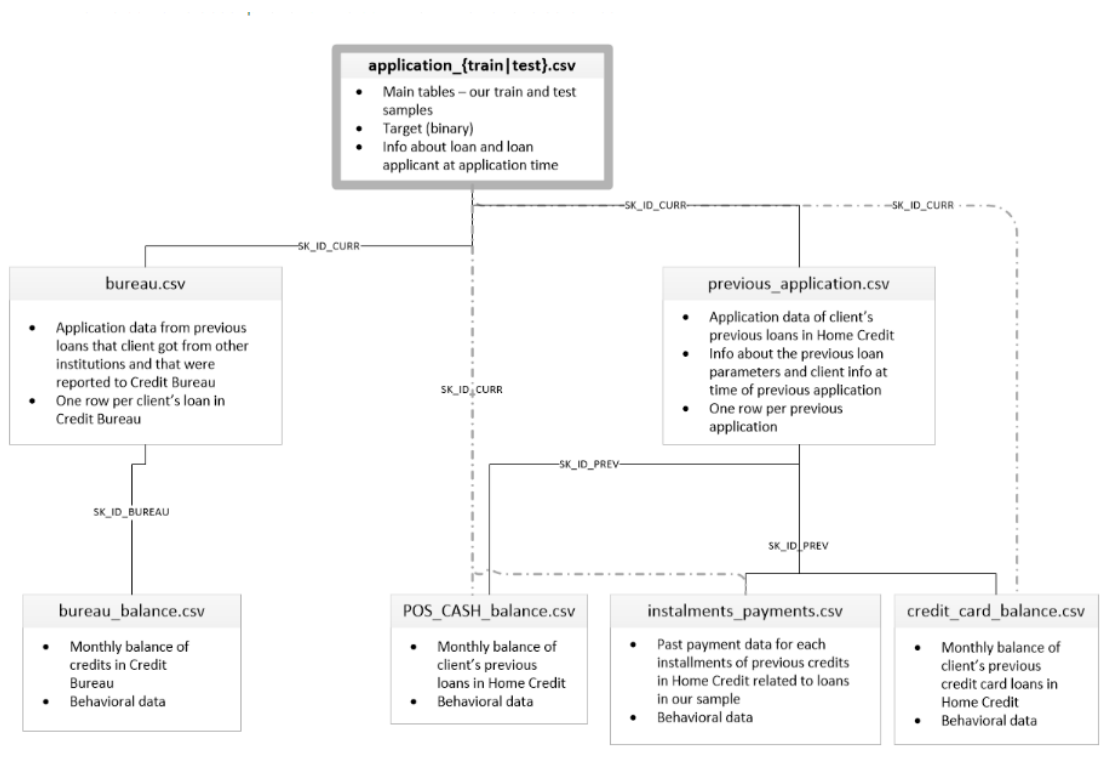 application_{train|test}.csv
• Main tables – our train and test
samples
• Target (binary)
• Info about loan and loan
applicant at application time
SK_ID_CURR
SK_ID_CURR
SK_ID_CURR
bureau.csv
• Application data from previous
loans that client got from other
institutions and that were
reported to Credit Bureau
• One row per client's loan in
Credit Bureau
previous_application.csv
• Application data of client's
previous loans in Home Credit
• Info about the previous loan
parameters and client info at
time of previous application
• One row per previous
application
SK_ID_CURR
SK_ID_PREV
SK_ID_BUREAU
SK_ID_PREV
bureau_balance.csv
• Monthly balance of
credits in Credit
Bureau
• Behavioral data
POS_CASH_balance.csv
• Monthly balance of
client's previous
loans in Home Credit
• Behavioral data
instalments_payments.csv
• Past payment data for each
installments of previous credits
in Home Credit related to loans
in our sample
• Behavioral data
credit_card_balance.csv
• Monthly balance of
client's previous
credit card loans in
Home Credit
• Behavioral data